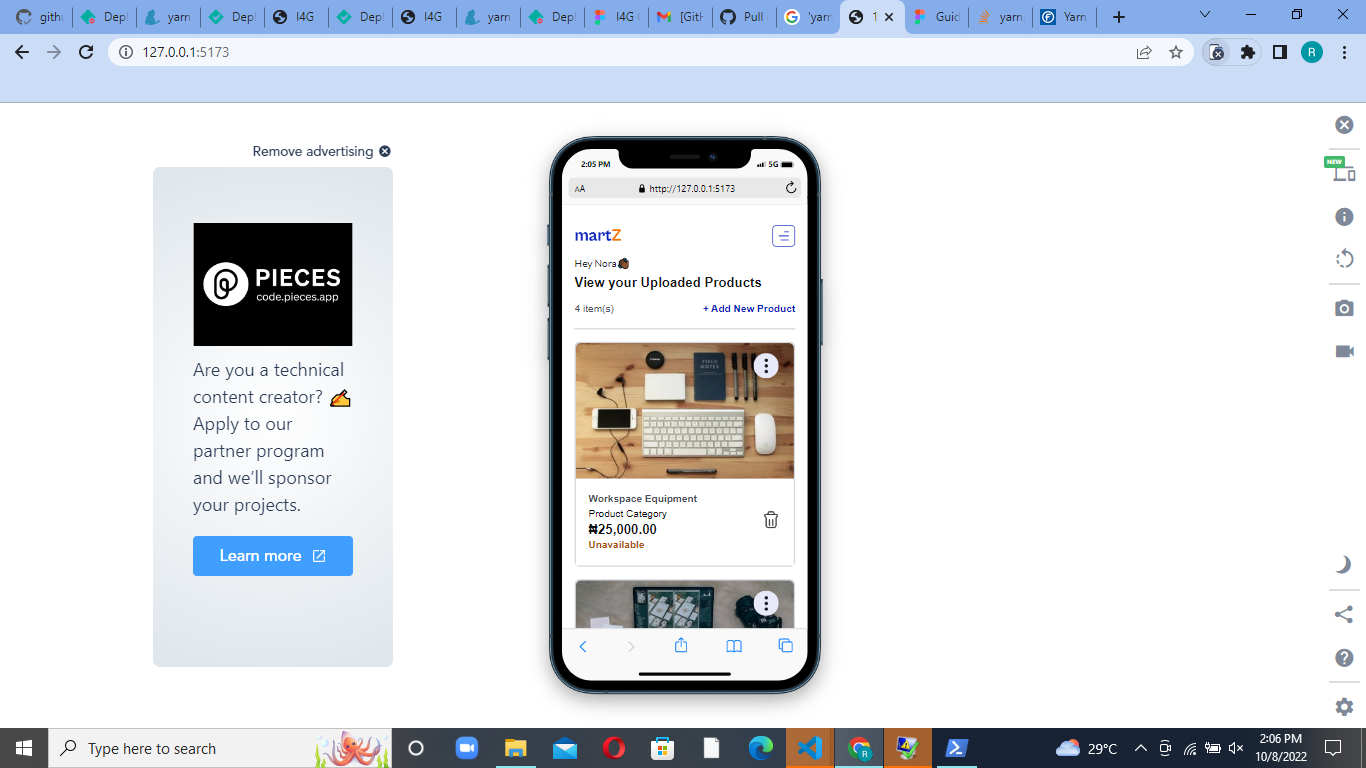 githu
Depl
yarn
Depl
I4G
Depl
I4G
yarn
Depl
I4G (
[Gith
Pull
'yarn
1
Guid
yarn
Yarn
127.0.0.1:5173
R
Remove advertising
PIECES
code.pieces.app
Are you a technical
content creator? ✍
Apply to our
partner program
and we'll sponsor
your projects.
Learn more
2:05 PM
5G
AA
http://127.0.0.1:5173
martZ
Hey Nora
View your Uploaded Products
4 item(s)
+ Add New Product
FIELD
NOTES
Workspace Equipment
Product Category
₦25,000.00
Unavailable
NEW
Type here to search
29°C
2:06 PM
10/8/2022